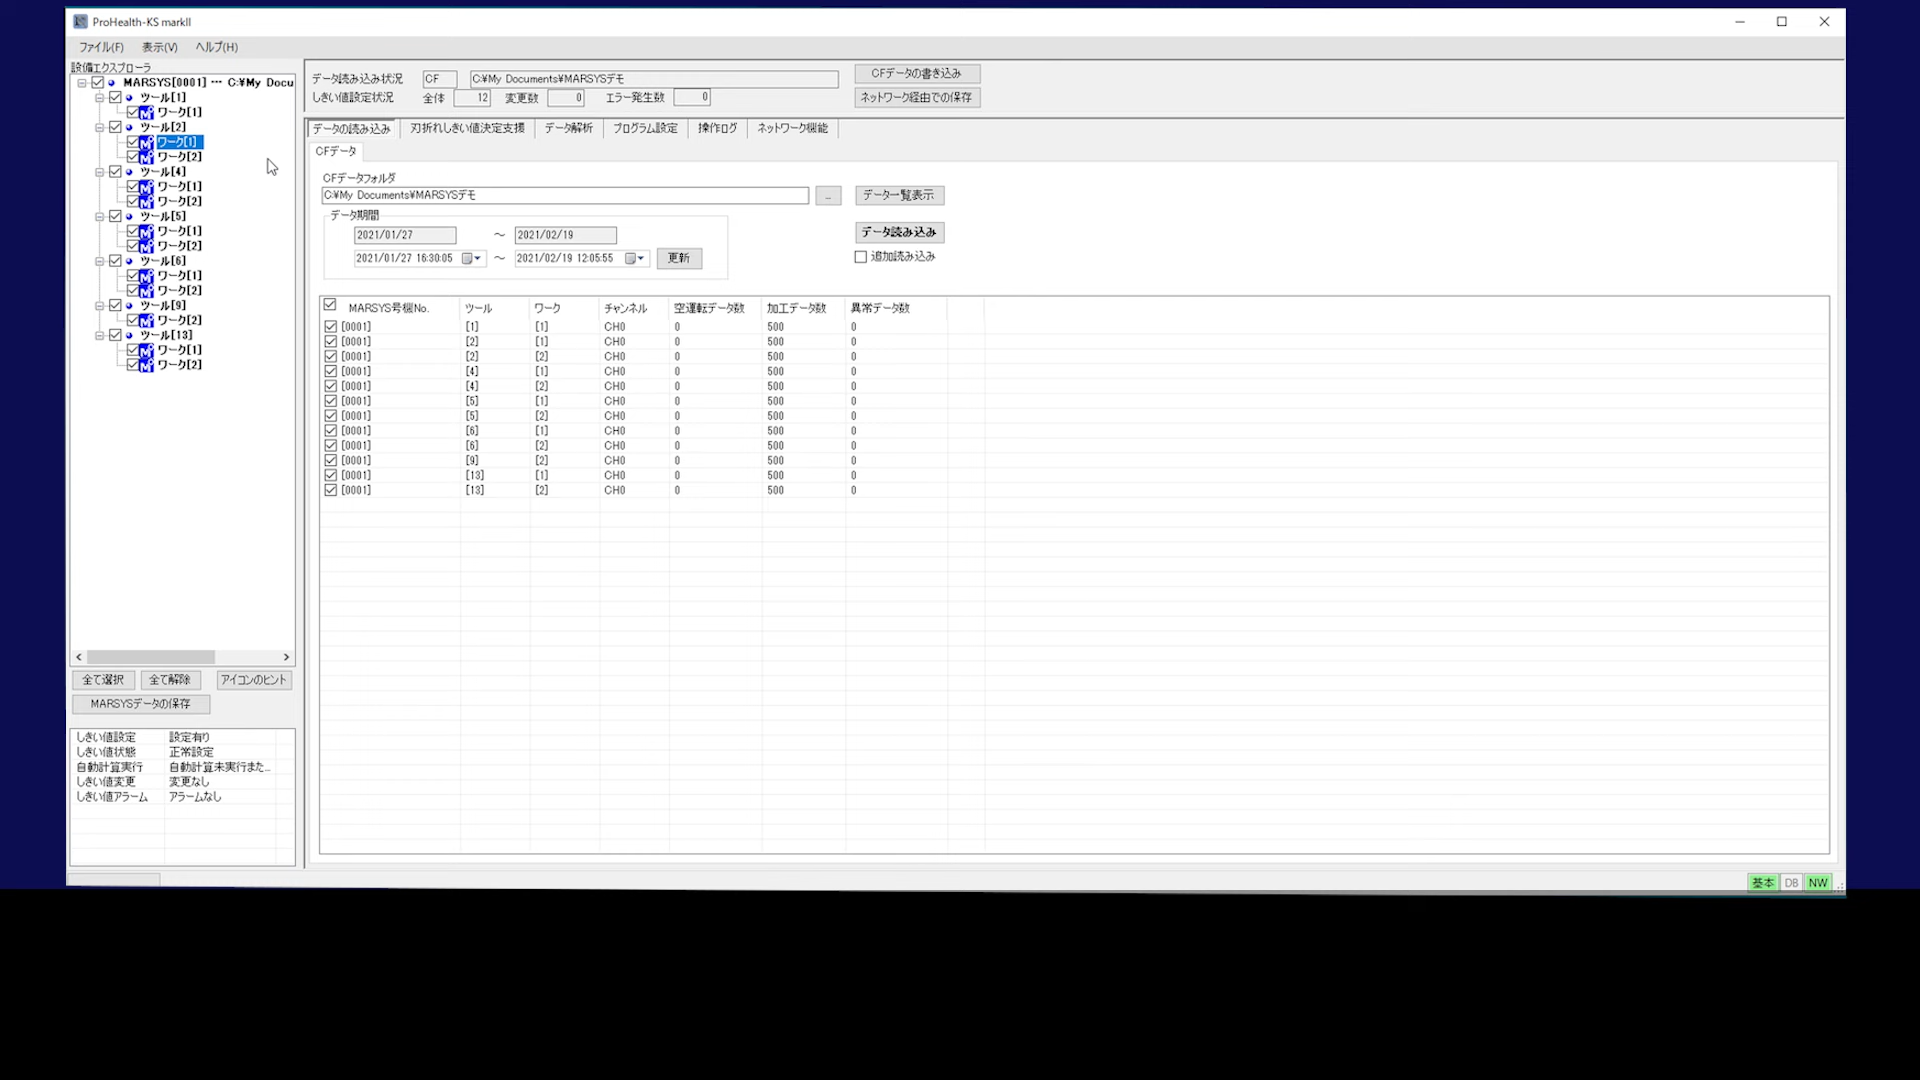 ProHealth-KS markII
ファイル(F) 表示(V) ヘルプ(H)
設備エクスプローラ
MARSYS[0001] … C:¥My Docu
ツール[1]
ワーク[1]
ツール[2]
ワーク[1]
ワーク[2]
ツール[4]
ワーク[1]
ワーク[2]
ツール[5]
ワーク[1]
ワーク[2]
ツール[6]
ワーク[1]
ワーク[2]
ツール[9]
ワーク[2]
ツール[13]
ワーク[1]
ワーク[2]
全て選択 全て解除 アイコンのヒント
MARSYSデータの保存
しきい値設定 設定有り
しきい値状態 正常設定
自動計算実行 自動計算未実行また...
しきい値変更 変更なし
しきい値アラーム アラームなし
データ読み込み状況 CF C:¥My Documents¥MARSYSデモ CFデータの書き込み
しきい値設定状況 全体 12 変更数 0 エラー発生数 0 ネットワーク経由での保存
データの読み込み 刃折れしきい値決定支援 データ解析 プログラム設定 操作ログ ネットワーク機能
CFデータ
CFデータフォルダ
C:¥My Documents¥MARSYSデモ ... データ一覧表示
データ期間
2021/01/27 ～ 2021/02/19 データ読み込み
2021/01/27 16:30:05 ～ 2021/02/19 12:05:55 更新 追加読み込み
MARSYS号機No. ツール ワーク チャンネル 空運転データ数 加工データ数 異常データ数
[0001] [1] [1] CH0 0 500 0
[0001] [2] [1] CH0 0 500 0
[0001] [2] [2] CH0 0 500 0
[0001] [4] [1] CH0 0 500 0
[0001] [4] [2] CH0 0 500 0
[0001] [5] [1] CH0 0 500 0
[0001] [5] [2] CH0 0 500 0
[0001] [6] [1] CH0 0 500 0
[0001] [6] [2] CH0 0 500 0
[0001] [9] [2] CH0 0 500 0
[0001] [13] [1] CH0 0 500 0
[0001] [13] [2] CH0 0 500 0
基本 DB NW